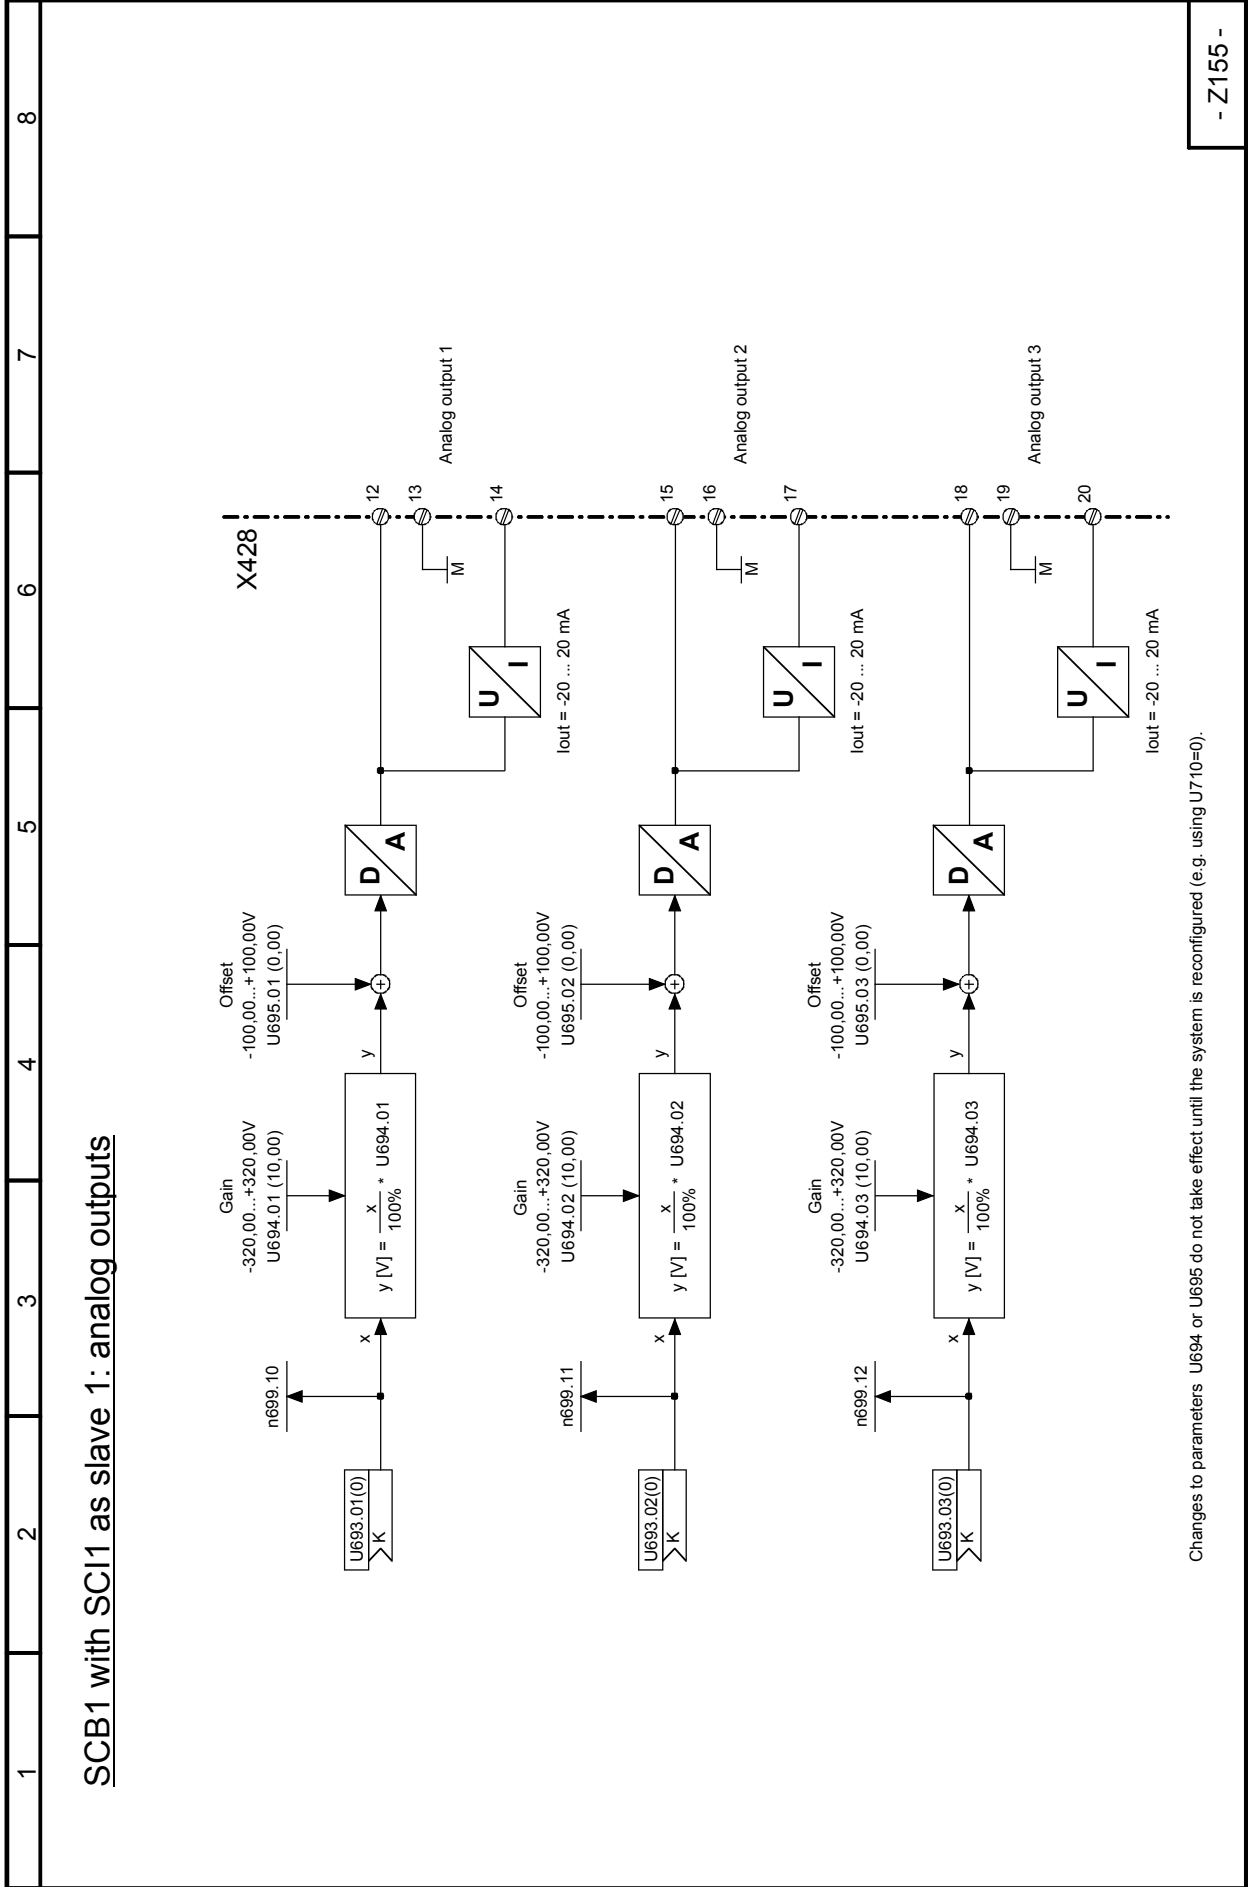 1
2
3
4
5
6
7
8
SCB1 with SCI1 as slave 1: analog outputs
X428
U693.01(0)
K
n699.10
x
Gain
-320,00...+320,00V
U694.01 (10,00)
y [V] = x / 100% * U694.01
y
Offset
-100,00...+100,00V
U695.01 (0,00)
+
D
A
U
I
Iout = -20 ... 20 mA
M
12
13
14
Analog output 1
U693.02(0)
K
n699.11
x
Gain
-320,00...+320,00V
U694.02 (10,00)
y [V] = x / 100% * U694.02
y
Offset
-100,00...+100,00V
U695.02 (0,00)
+
D
A
U
I
Iout = -20 ... 20 mA
M
15
16
17
Analog output 2
U693.03(0)
K
n699.12
x
Gain
-320,00...+320,00V
U694.03 (10,00)
y [V] = x / 100% * U694.03
y
Offset
-100,00...+100,00V
U695.03 (0,00)
+
D
A
U
I
Iout = -20 ... 20 mA
M
18
19
20
Analog output 3
Changes to parameters U694 or U695 do not take effect until the system is reconfigured (e.g. using U710=0).
- Z155 -